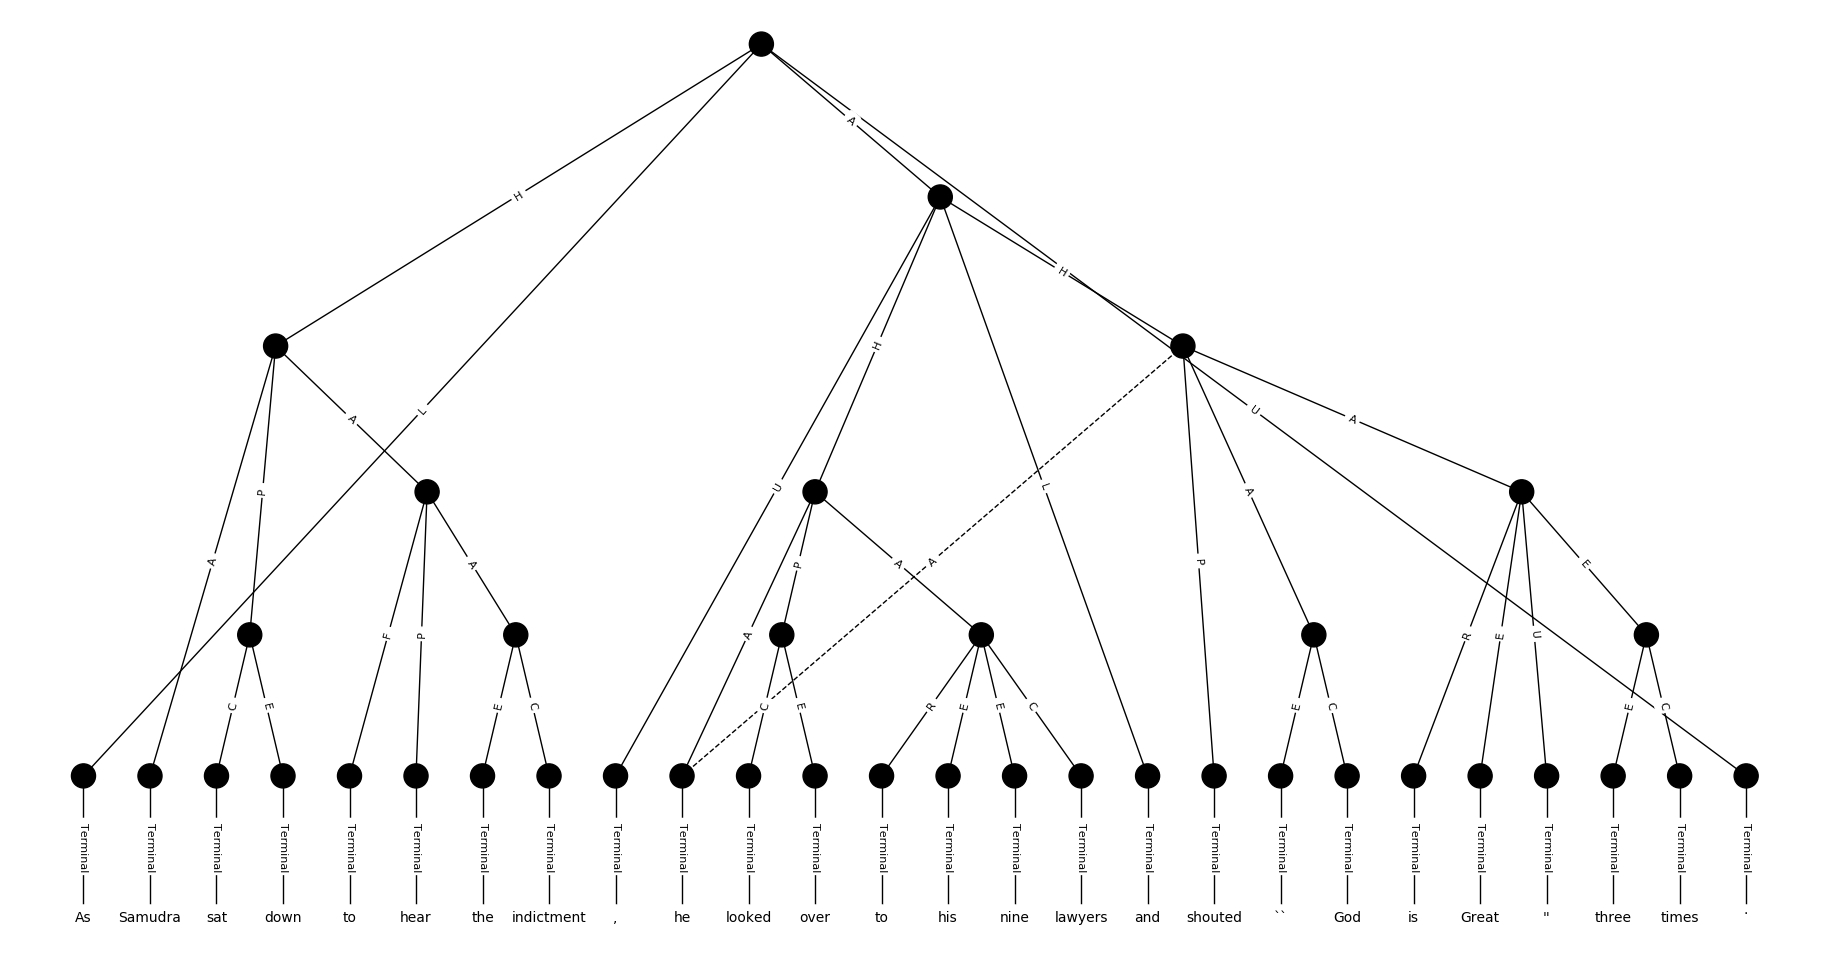 A
H
H
L
U
A
A
H
P
U
A
L
A
P
A
A
P
A
A
E
F
P
A
R
E
U
C
E
E
C
C
E
R
E
E
C
E
C
E
C
Terminal Terminal Terminal Terminal Terminal Terminal Terminal Terminal Terminal Terminal Terminal Terminal Terminal Terminal Terminal Terminal Terminal Terminal Terminal Terminal Terminal Terminal Terminal Terminal Terminal Terminal
As Samudra sat down to hear the indictment , he looked over to his nine lawyers and shouted `` God is Great " three times .